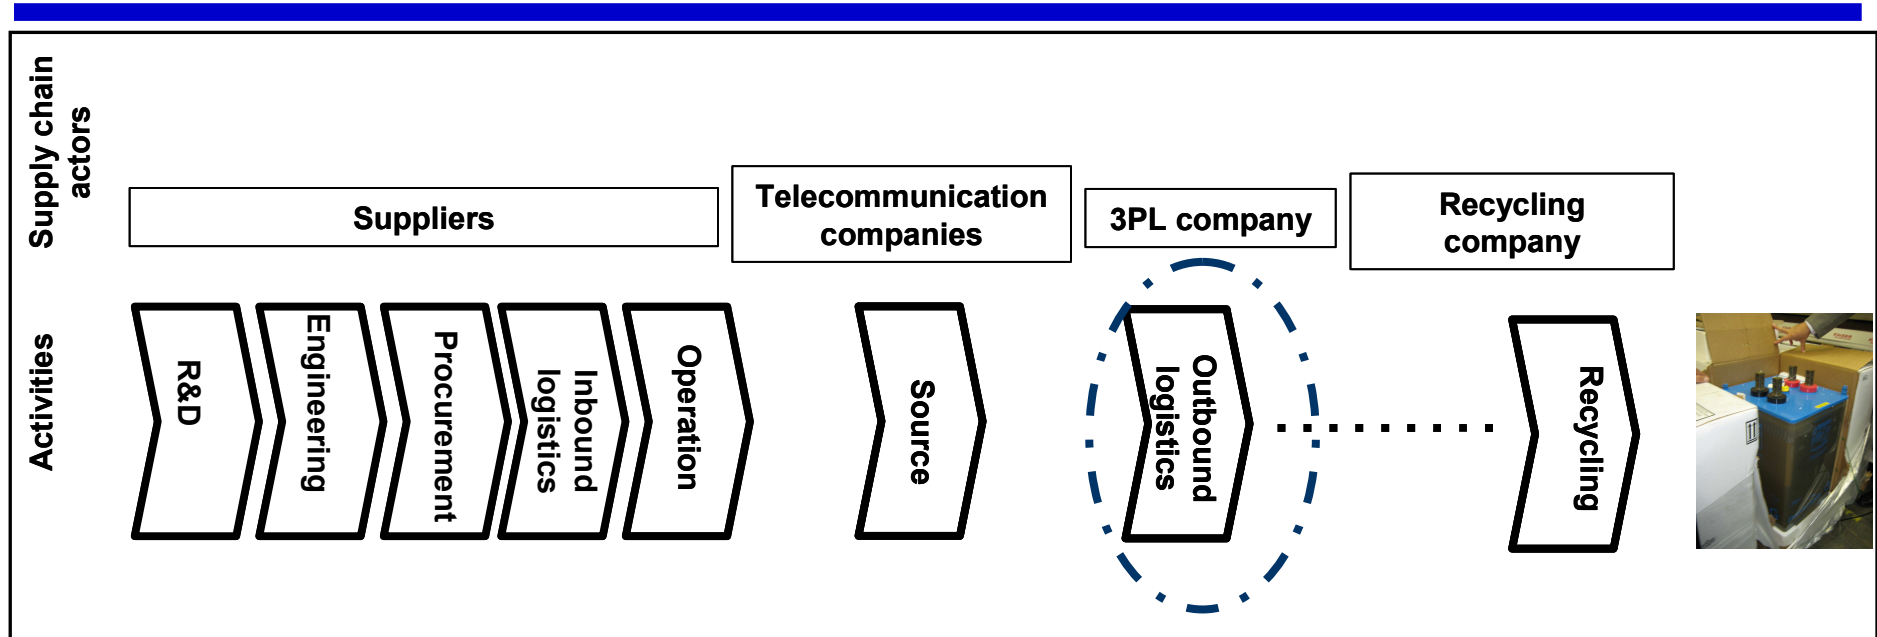 Supply chain
actors
Suppliers
Telecommunication
companies
3PL company
Recycling
company
Activities
R&D
Engineering
Procurement
Inbound
logistics
Operation
Source
Outbound
logistics
Recycling